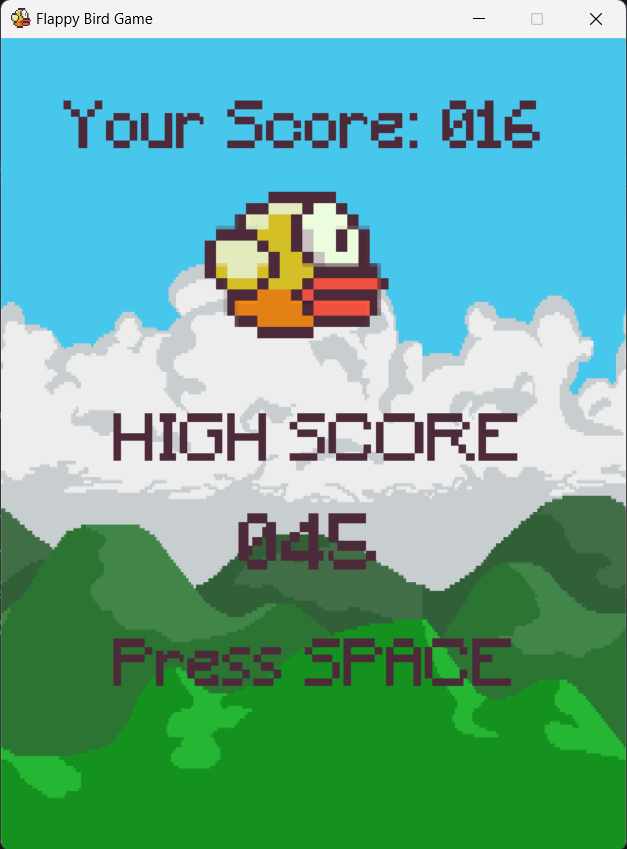 Flappy Bird Game
Your Score: 016
HIGH SCORE
045
Press SPACE